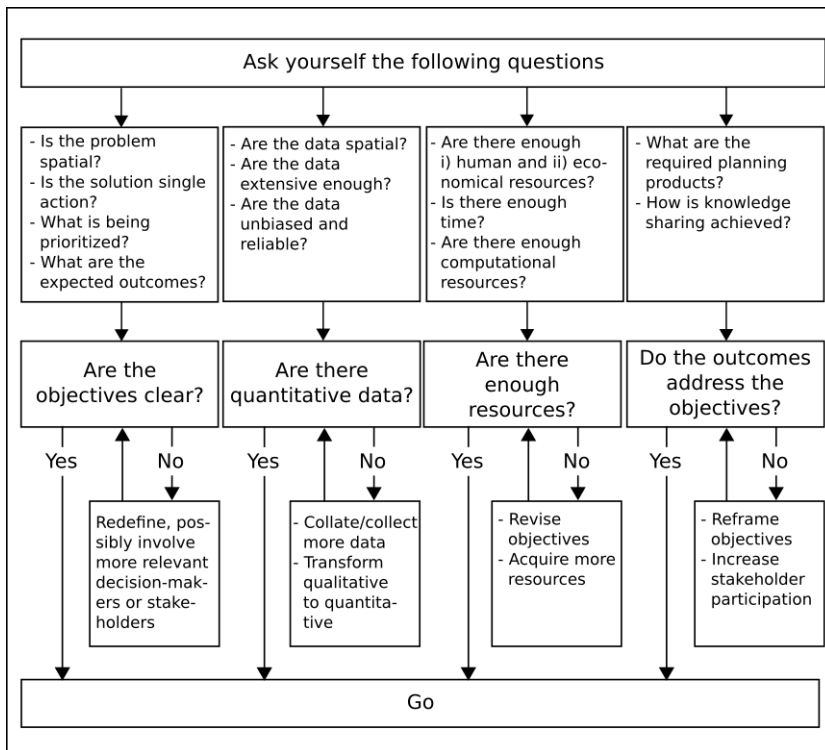 Ask yourself the following questions
- Is the problem
spatial?
- Is the solution single
action?
- What is being
prioritized?
- What are the
expected outcomes?
- Are the data spatial?
- Are the data
extensive enough?
- Are the data
unbiased and
reliable?
- Are there enough
i) human and ii) eco-
nomical resources?
- Is there enough
time?
- Are there enough
computational
resources?
- What are the
required planning
products?
- How is knowledge
sharing achieved?
Are the
objectives clear?
Are there
quantitative data?
Are there
enough
resources?
Do the outcomes
address the
objectives?
Yes
No
Yes
No
Yes
No
Yes
No
Redefine, pos-
sibly involve
more relevant
decision-mak-
ers or stake-
holders
- Collate/collect
more data
- Transform
qualitative
to quantita-
tive
- Revise
objectives
- Acquire more
resources
- Reframe
objectives
- Increase
stakeholder
participation
Go